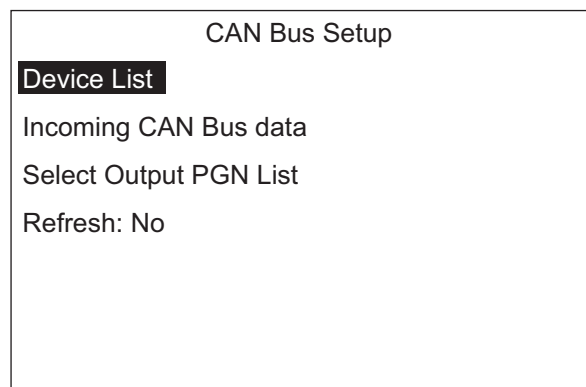 CAN Bus Setup
Device List
Incoming CAN Bus data
Select Output PGN List
Refresh: No